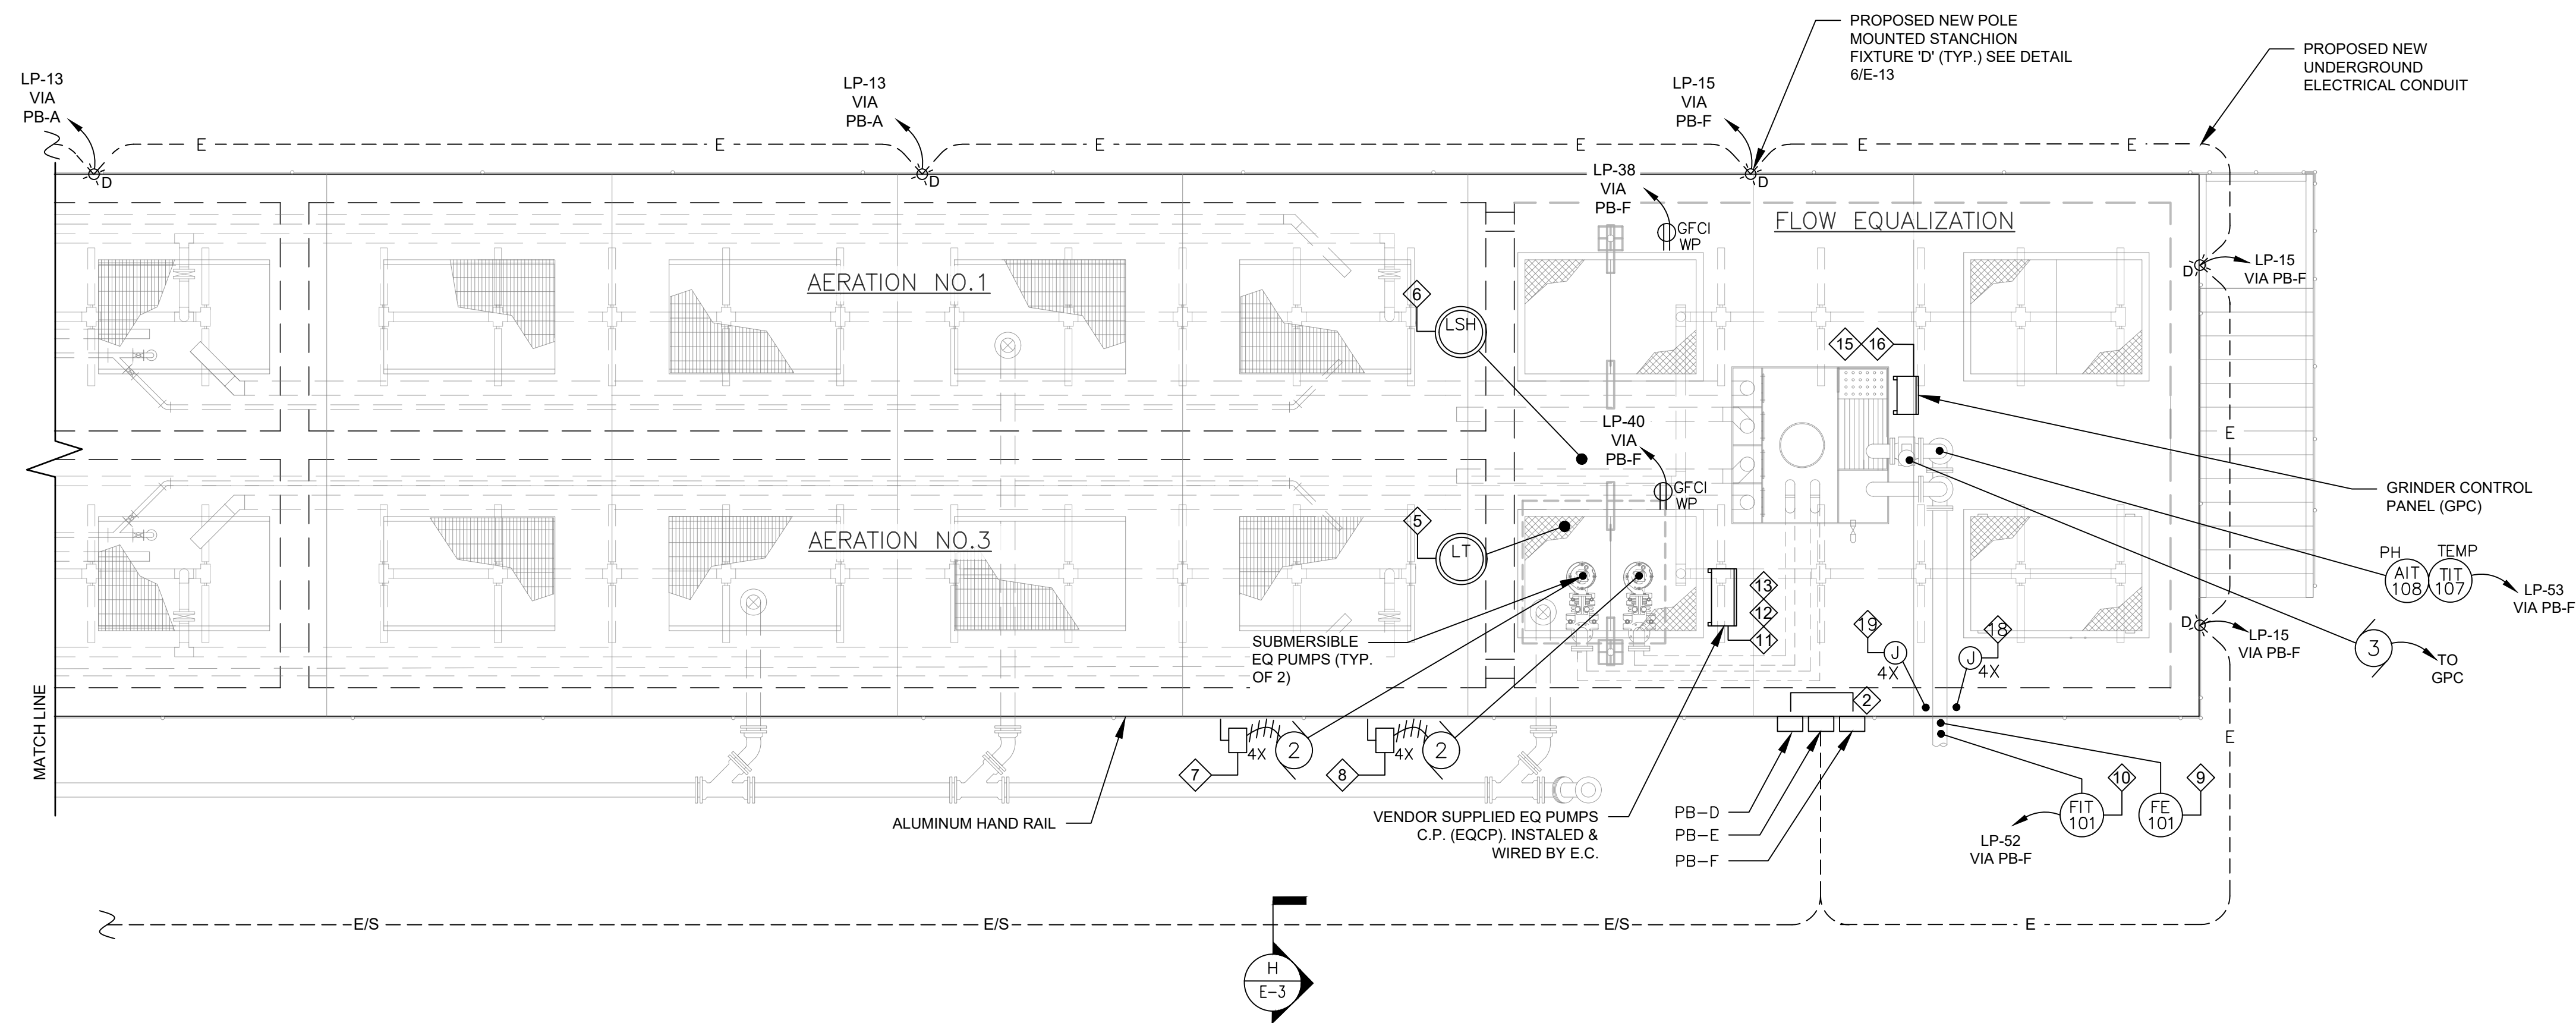 PROPOSED NEW POLE
MOUNTED STANCHION
FIXTURE 'D' (TYP.) SEE DETAIL
6/E-13
PROPOSED NEW
UNDERGROUND
ELECTRICAL CONDUIT
LP-13
VIA
PB-A
LP-13
VIA
PB-A
LP-15
VIA
PB-F
E
E
E
E
E
E
D
D
D
LP-38
VIA
PB-F
GFCI
WP
FLOW EQUALIZATION
D
LP-15
VIA PB-F
AERATION NO.1
6
LSH
15
16
LP-40
VIA
PB-F
GFCI
WP
E
GRINDER CONTROL
PANEL (GPC)
5
LT
AERATION NO.3
PH
TEMP
AIT
108
TIT
107
LP-53
VIA PB-F
13
12
11
SUBMERSIBLE
EQ PUMPS (TYP.
OF 2)
19
J
4X
18
J
4X
D
LP-15
VIA PB-F
3
TO
GPC
MATCH LINE
2
7
4X
2
8
4X
2
E
10
9
FIT
101
FE
101
LP-52
VIA PB-F
ALUMINUM HAND RAIL
VENDOR SUPPLIED EQ PUMPS
C.P. (EQCP). INSTALED &
WIRED BY E.C.
PB-D
PB-E
PB-F
E/S
E/S
E/S
E
H
E-3